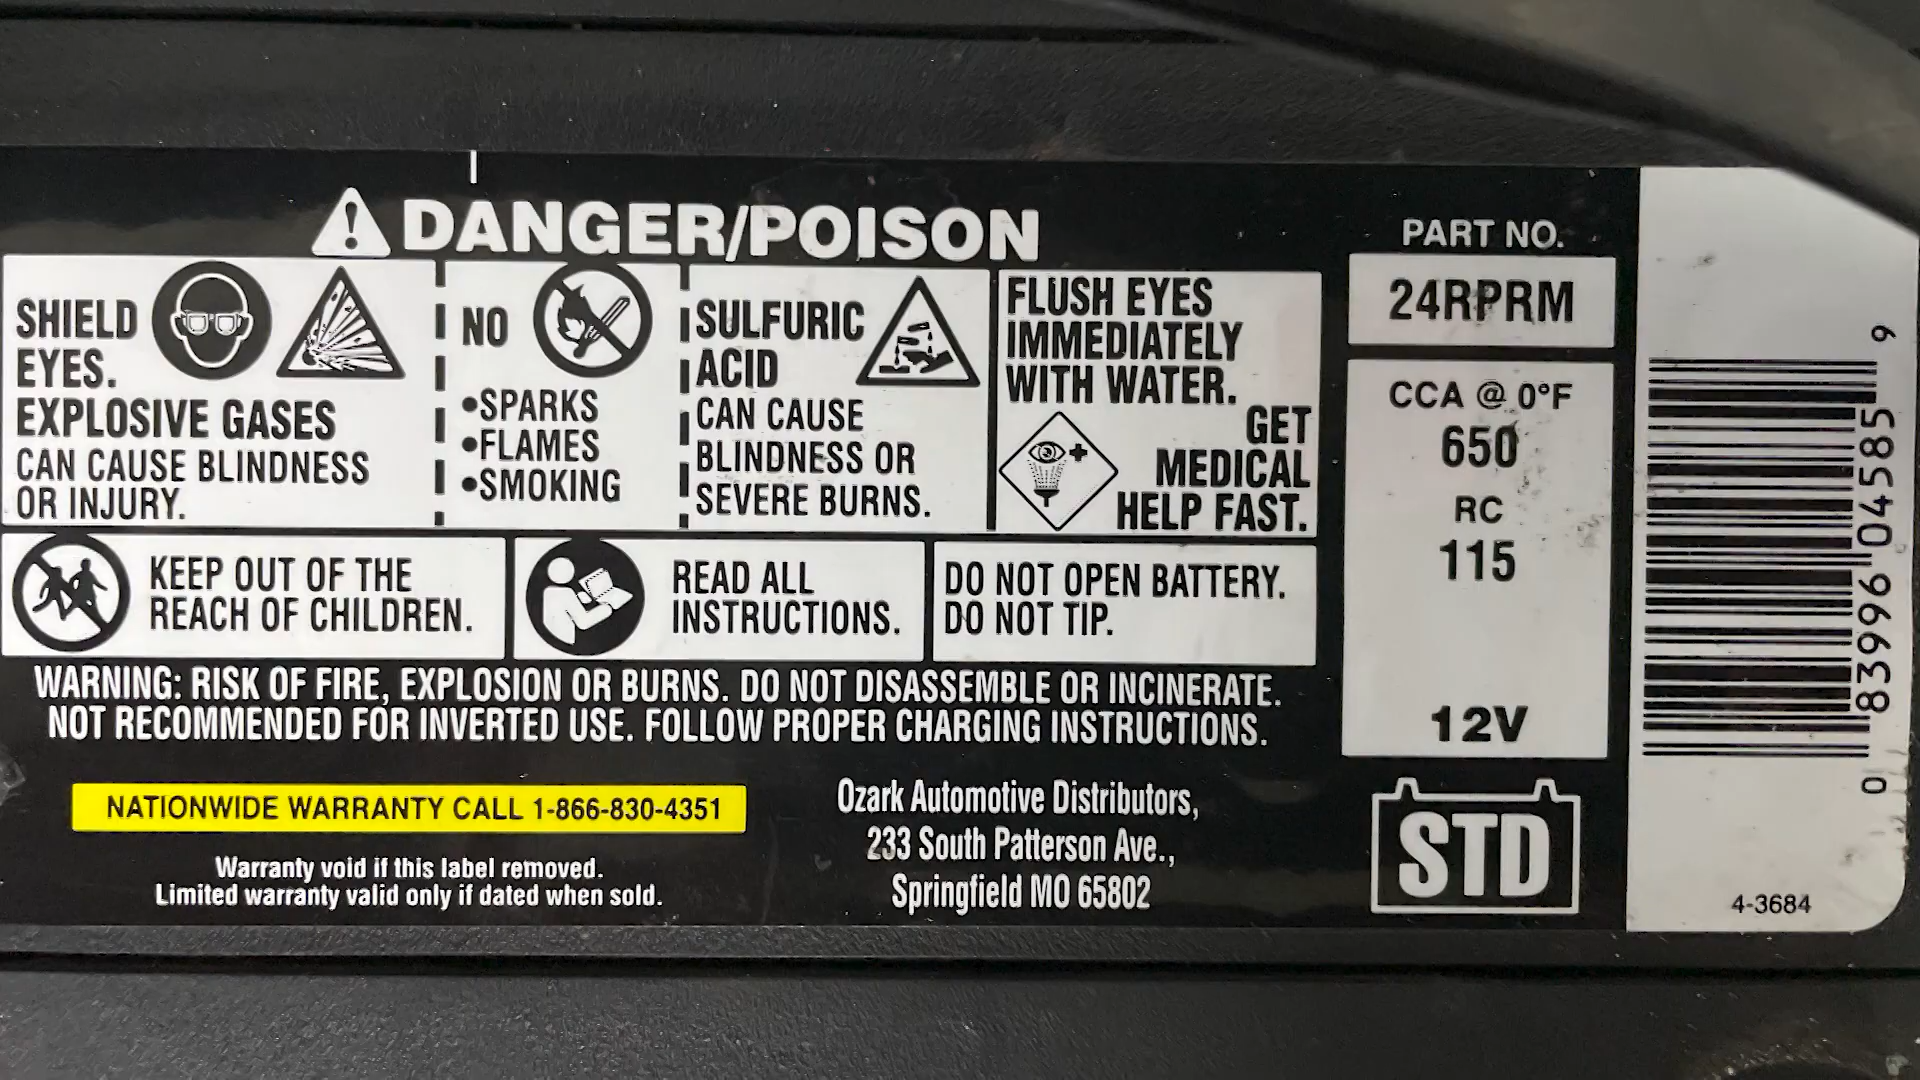 DANGER/POISON
SHIELD
EYES.
EXPLOSIVE GASES
CAN CAUSE BLINDNESS
OR INJURY.
NO
•SPARKS
•FLAMES
•SMOKING
SULFURIC
ACID
CAN CAUSE
BLINDNESS OR
SEVERE BURNS.
FLUSH EYES
IMMEDIATELY
WITH WATER.
GET
MEDICAL
HELP FAST.
KEEP OUT OF THE
REACH OF CHILDREN.
READ ALL
INSTRUCTIONS.
DO NOT OPEN BATTERY.
DO NOT TIP.
WARNING: RISK OF FIRE, EXPLOSION OR BURNS. DO NOT DISASSEMBLE OR INCINERATE.
NOT RECOMMENDED FOR INVERTED USE. FOLLOW PROPER CHARGING INSTRUCTIONS.
NATIONWIDE WARRANTY CALL 1-866-830-4351
Warranty void if this label removed.
Limited warranty valid only if dated when sold.
Ozark Automotive Distributors,
233 South Patterson Ave.,
Springfield MO 65802
PART NO.
24RPRM
CCA @ 0°F
650
RC
115
12V
STD
0 83996 04585 9
4-3684